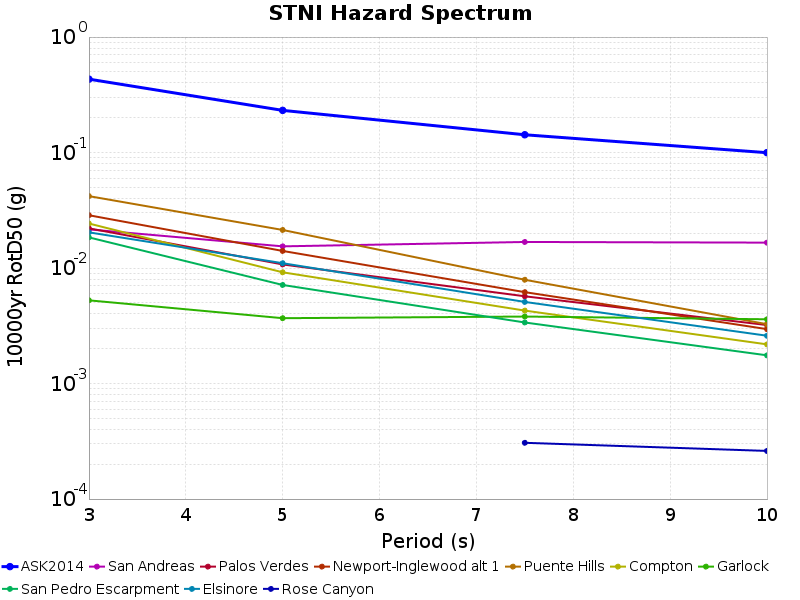 STNI Hazard Spectrum
10000yr RotD50 (g)
10^0
10^-1
10^-2
10^-3
10^-4
3 4 5 6 7 8 9 10
Period (s)
ASK2014 San Andreas Palos Verdes Newport-Inglewood alt 1 Puente Hills Compton Garlock
San Pedro Escarpment Elsinore Rose Canyon